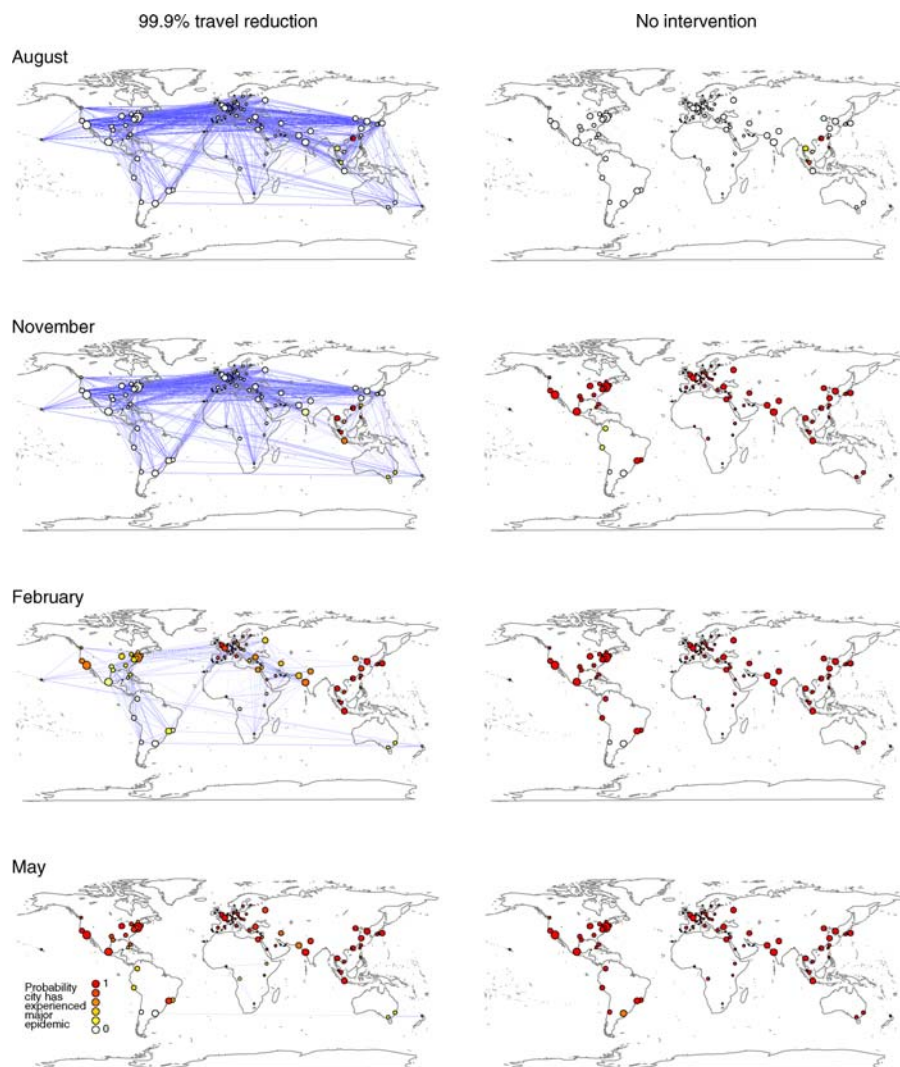 99.9% travel reduction
No intervention
August
November
February
May
Probability
city has
experienced
major
epidemic
1
0